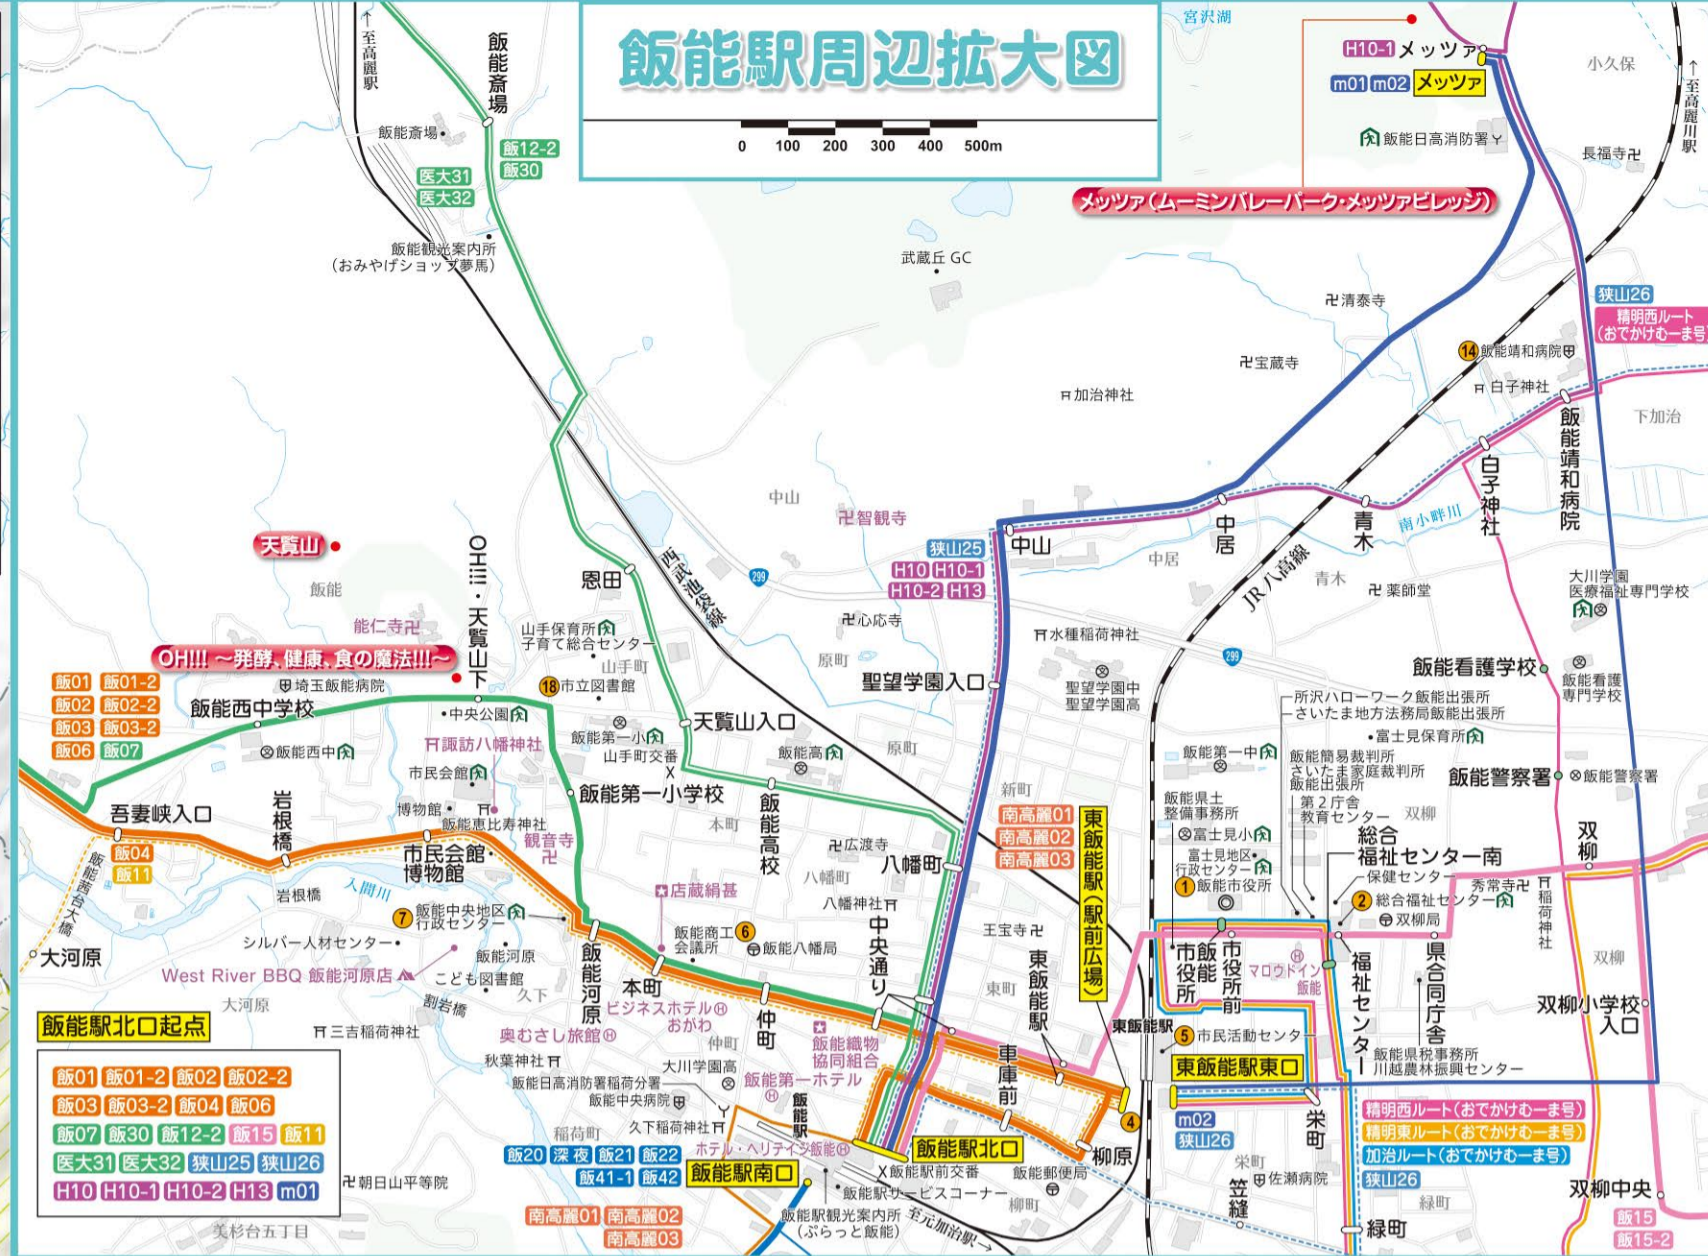 飯能駅周辺拡大図
0 100 200 300 400 500m
↑至高麗駅
飯能斎場
飯能斎場
飯12-2
飯30
医大31
医大32
飯能観光案内所
(おみやげショップ夢馬)
宮沢湖
H10-1 メッツァ
m01 m02 メッツァ
小久保
↑至高麗川駅
飯能日高消防署
長福寺
メッツァ(ムーミンバレーパーク・メッツァビレッジ)
武蔵丘 GC
清泰寺
狭山26
精明西ルート
(おでかけむーま号)
宝蔵寺
14 飯能靖和病院
白子神社
加治神社
下加治
飯能靖和病院
白子神社
中山
智観寺
南小畔川
青木
中居
中山
狭山25
H10 H10-1
H10-2 H13
中居
青木
JR八高線
薬師堂
大川学園
医療福祉専門学校
天覧山
飯能
OH!!!・天覧山下
恩田
西武池袋線
299
能仁寺
山手保育所
子育て総合センター
山手町
心応寺
原町
水種稲荷神社
299
OH!!! ～発酵、健康、食の魔法!!!～
飯01 飯01-2
飯02 飯02-2
飯03 飯03-2
飯06 飯07
埼玉飯能病院
飯能西中学校
18 市立図書館
聖望学園入口
聖望学園中
聖望学園高
飯能看護学校
飯能看護
専門学校
所沢ハローワーク飯能出張所
さいたま地方法務局飯能出張所
中央公園
天覧山入口
飯能西中
諏訪八幡神社
飯能第一小
山手町交番
飯能高
原町
飯能第一中
富士見保育所
飯能簡易裁判所
さいたま家庭裁判所
飯能出張所
飯能警察署
飯能警察署
市民会館
飯能第一小学校
新町
飯能県土
整備事務所
第2庁舎
教育センター
双柳
吾妻峡入口
岩根橋
博物館
飯能恵比寿神社
飯能高校
本町
南高麗01
南高麗02
南高麗03
東飯能駅(駅前広場)
富士見小
富士見地区
行政センター
総合
福祉センター南
双柳
飯04
飯11
市民会館・
博物館
観音寺
広渡寺
八幡町
八幡町
保健センター
秀常寺
稲荷神社
飯能茜台大橋
岩根橋
入間川
店蔵絹甚
八幡神社
1 飯能市役所
2 総合福祉センター
双柳局
7 飯能中央地区
行政センター
飯能商工
会議所
6
飯能八幡局
中央通り
王宝寺
シルバー人材センター
飯能河原
大河原
West River BBQ 飯能河原店
こども図書館
飯能河原
本町
仲町
東町
東飯能駅
市役所
飯能
市役所前
マロウドイン
飯能
福祉センター
県合同庁舎
双柳
大河原
割岩橋
久下
ビジネスホテル
おがわ
双柳小学校
入口
飯能駅北口起点
三吉稲荷神社
奥むさし旅館
仲町
飯能織物
協同組合
東飯能駅
5 市民活動センター
飯能県税事務所
川越農林振興センター
秋葉神社
大川学園高
東飯能駅東口
飯01 飯01-2 飯02 飯02-2
飯03 飯03-2 飯04 飯06
飯07 飯30 飯12-2 飯15 飯11
医大31 医大32 狭山25 狭山26
H10 H10-1 H10-2 H13 m01
飯能日高消防署稲荷分署
飯能中央病院
飯能第一ホテル
車庫前
4
m02
狭山26
栄町
精明西ルート(おでかけむーま号)
精明東ルート(おでかけむーま号)
加治ルート(おでかけむーま号)
狭山26
飯能駅
久下稲荷神社
稲荷町
ホテル・ヘリテイジ飯能
飯20 深夜 飯21 飯22
飯41-1 飯42
飯能駅南口
飯能駅北口
柳原
朝日山平等院
飯能駅前交番
飯能郵便局
飯能駅サービスコーナー
柳町
栄町
佐瀬病院
笠縫
緑町
双柳中央
南高麗01 南高麗02
南高麗03
飯能駅観光案内所
(ぷらっと飯能)
至元加治駅→
緑町
飯15
飯15-2
美杉台五丁目